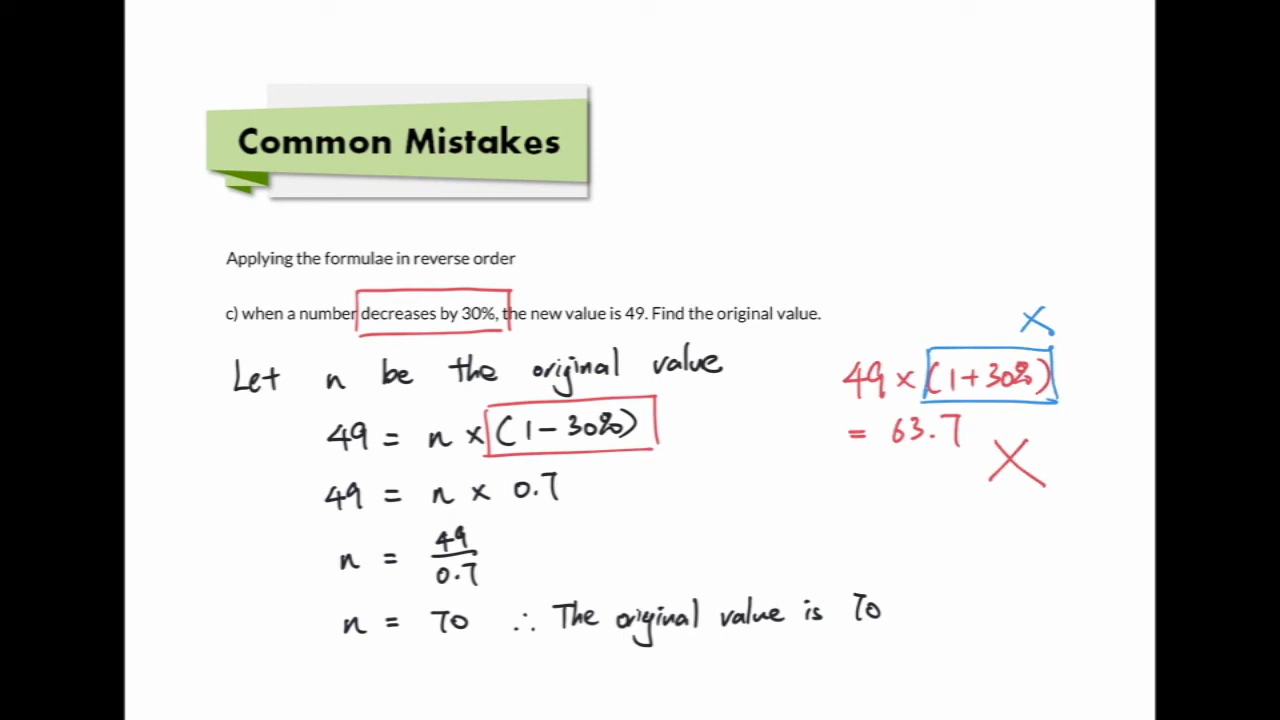 Common Mistakes
Applying the formulae in reverse order
c) when a number decreases by 30%, the new value is 49. Find the original value.
Let n be the original value
49 = n × (1 - 30%)
49 = n × 0.7
n = 49/0.7
n = 70 ∴ The original value is 70
×
49 × (1 + 30%)
= 63.7 ×